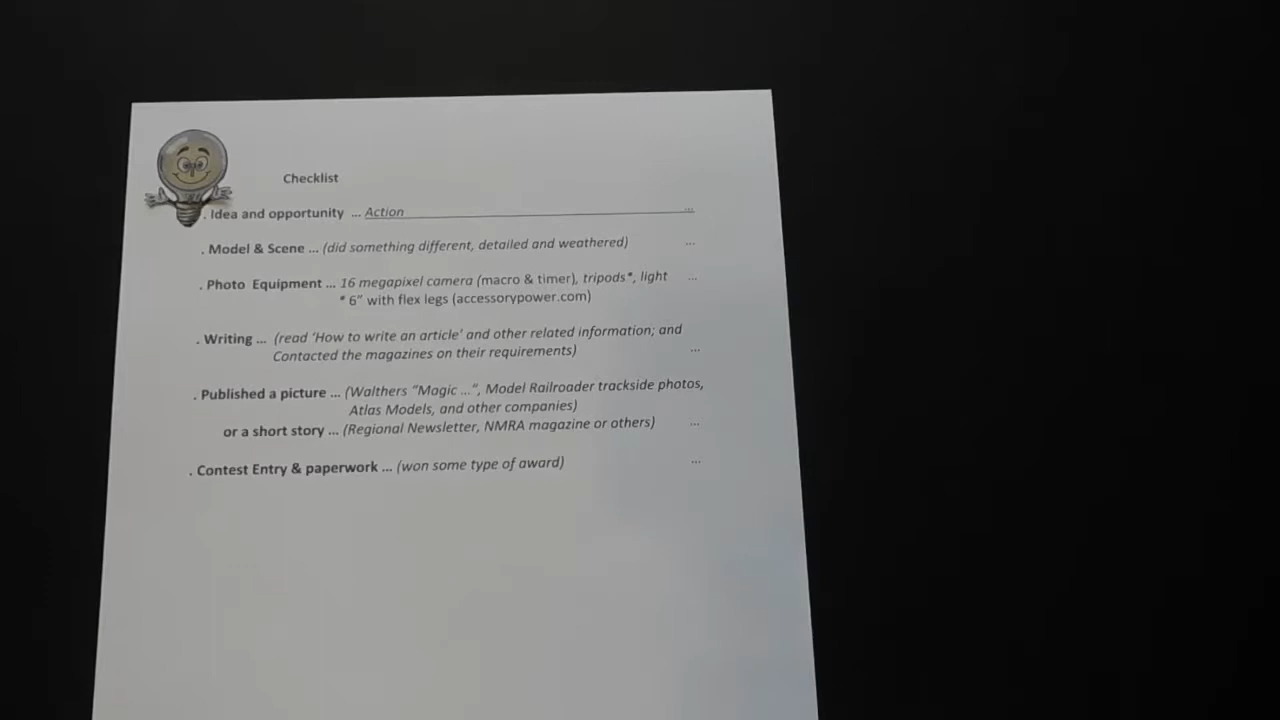 Checklist
. Idea and opportunity ... Action ...
. Model & Scene ... (did something different, detailed and weathered) ...
. Photo Equipment ... 16 megapixel camera (macro & timer), tripods*, light ...
* 6” with flex legs (accessorypower.com)
. Writing ... (read ‘How to write an article’ and other related information; and
Contacted the magazines on their requirements) ...
. Published a picture ... (Walthers “Magic ...“, Model Railroader trackside photos,
Atlas Models, and other companies)
or a short story ... (Regional Newsletter, NMRA magazine or others) ...
. Contest Entry & paperwork ... (won some type of award) ...